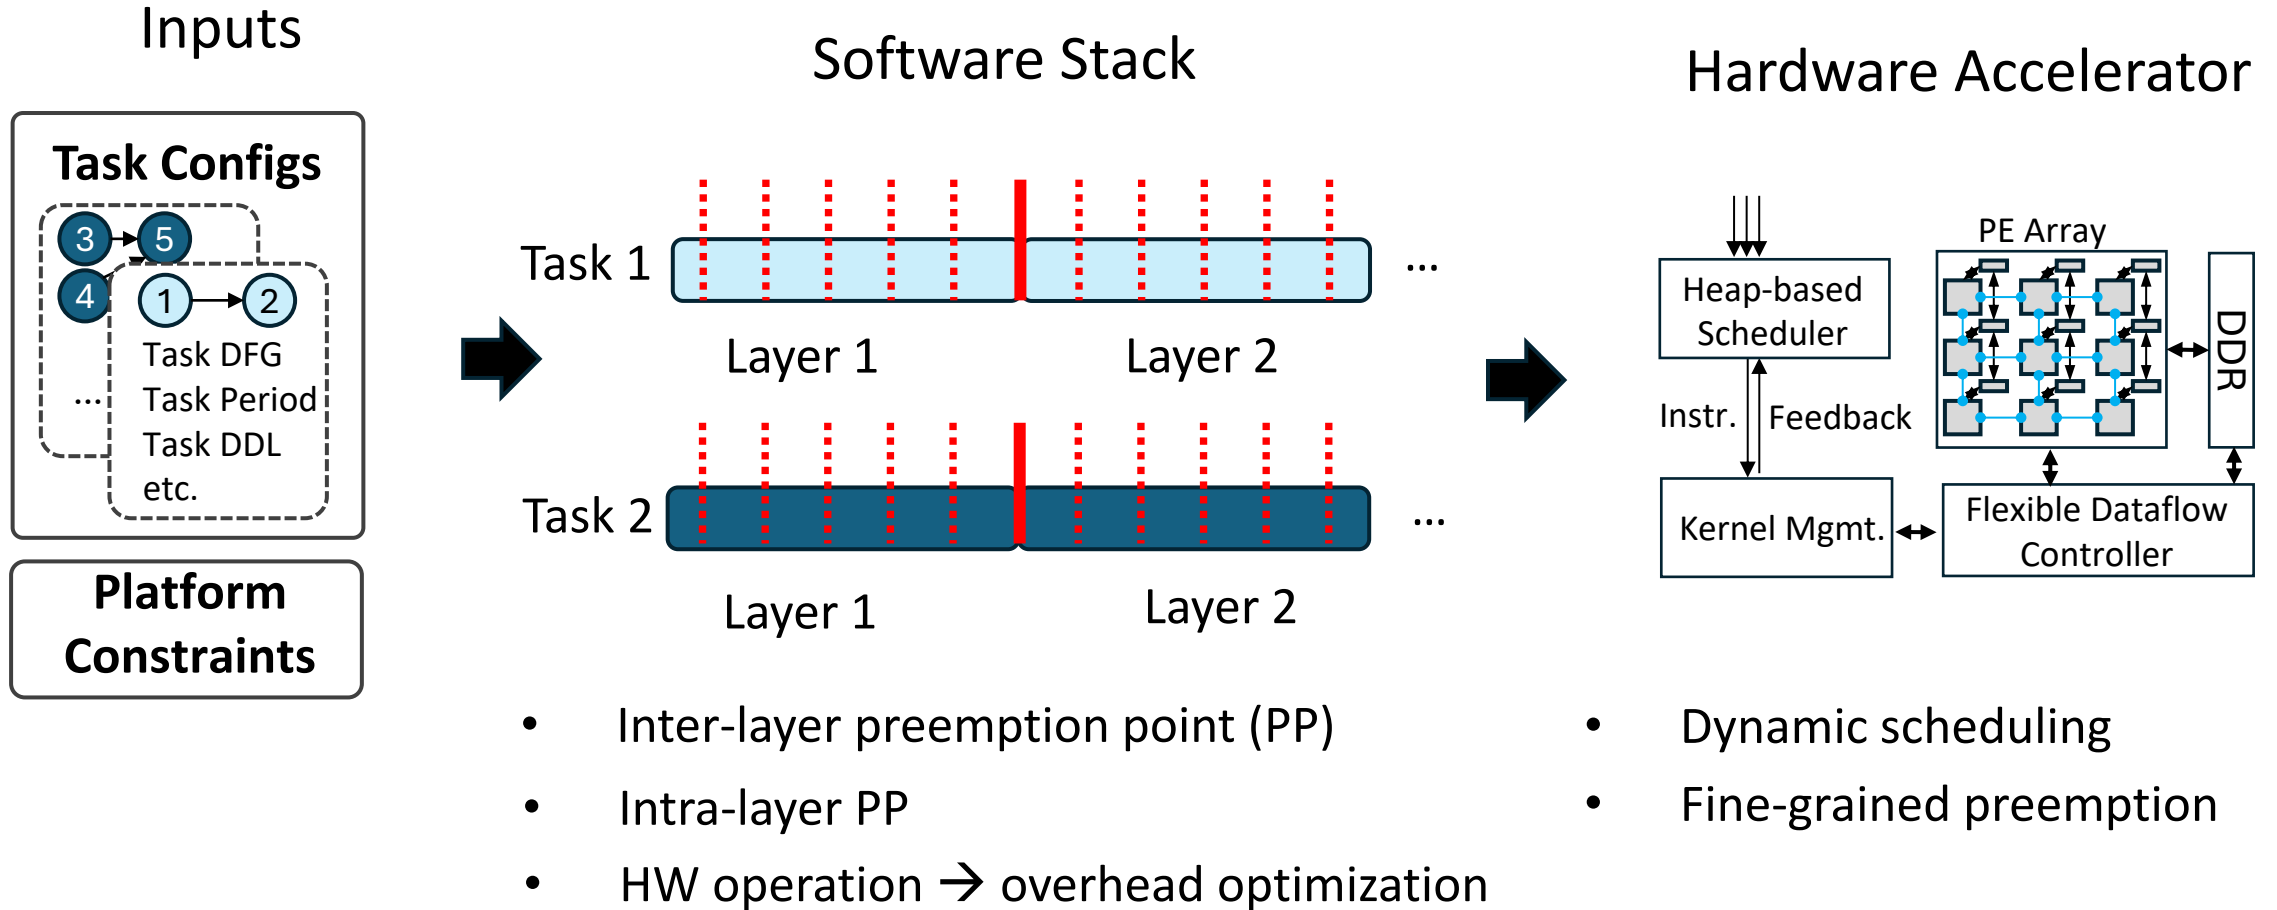 Inputs
Task Configs
3
5
4
1
2
Task DFG
Task Period
Task DDL
etc.
...
Platform
Constraints
Software Stack
Task 1
...
Layer 1
Layer 2
Task 2
...
Layer 1
Layer 2
• Inter-layer preemption point (PP)
• Intra-layer PP
• HW operation → overhead optimization
Hardware Accelerator
Heap-based
Scheduler
Instr.
Feedback
Kernel Mgmt.
PE Array
DDR
Flexible Dataflow
Controller
• Dynamic scheduling
• Fine-grained preemption